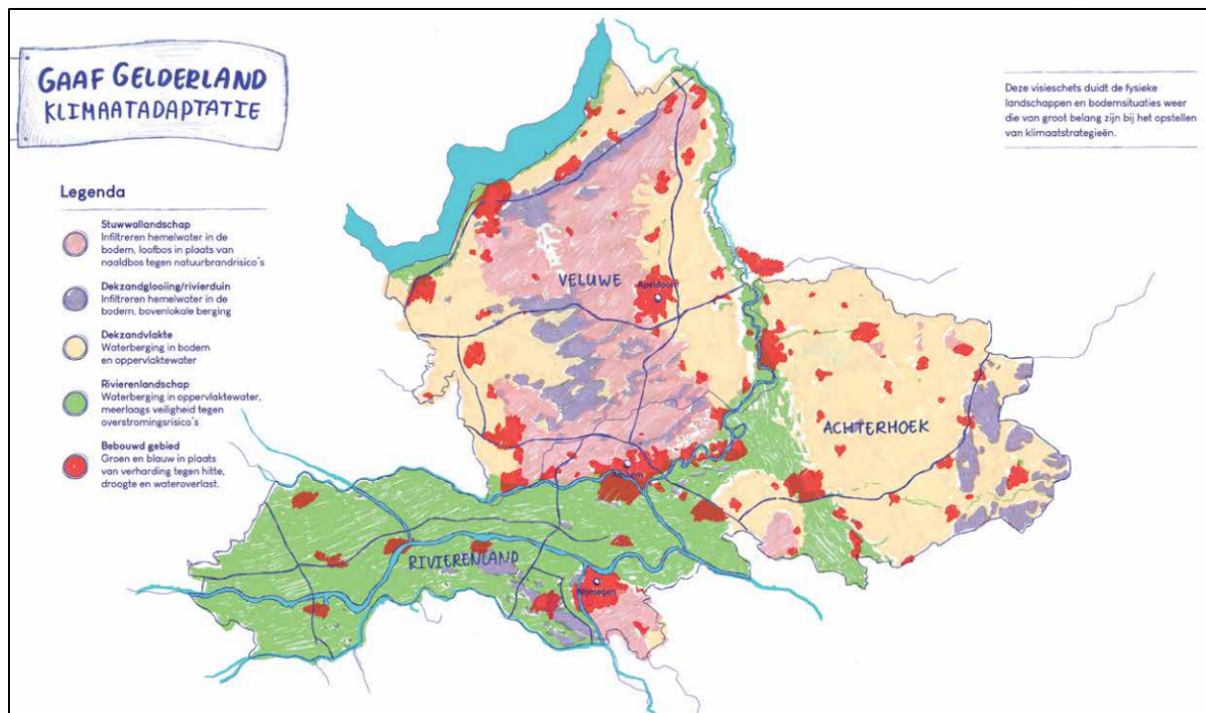 GAAF GELDERLAND
KLIMAATADAPTATIE
Deze visieschets duidt de fysieke
landschappen en bodemsituaties weer
die van groot belang zijn bij het opstellen
van klimaatstrategieën.
Legenda
Stuwwallandschap
Infiltreren hemelwater in de
bodem, loofbos in plaats van
naaldbos tegen natuurbrandrisico's
Dekzandglooiing/rivierduin
Infiltreren hemelwater in de
bodem, bovenlokale berging
Dekzandvlakte
Waterberging in bodem
en oppervlaktewater
Rivierenlandschap
Waterberging in oppervlaktewater,
meerlaags veiligheid tegen
overstromingsrisico's
Bebouwd gebied
Groen en blauw in plaats
van verharding tegen hitte,
droogte en wateroverlast.
VELUWE
Apeldoorn
ACHTERHOEK
Arnhem
RIVIERENLAND
Nijmegen